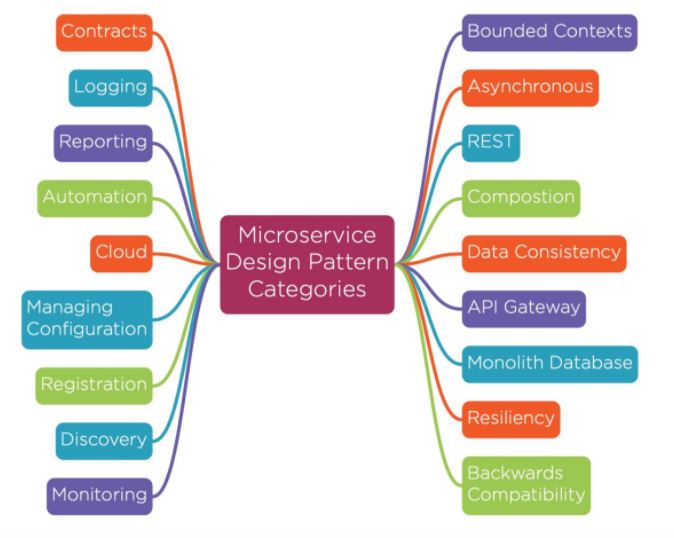 Contracts
Logging
Reporting
Automation
Cloud
Managing
Configuration
Registration
Discovery
Monitoring
Microservice
Design Pattern
Categories
Bounded Contexts
Asynchronous
REST
Compostion
Data Consistency
API Gateway
Monolith Database
Resiliency
Backwards
Compatibility